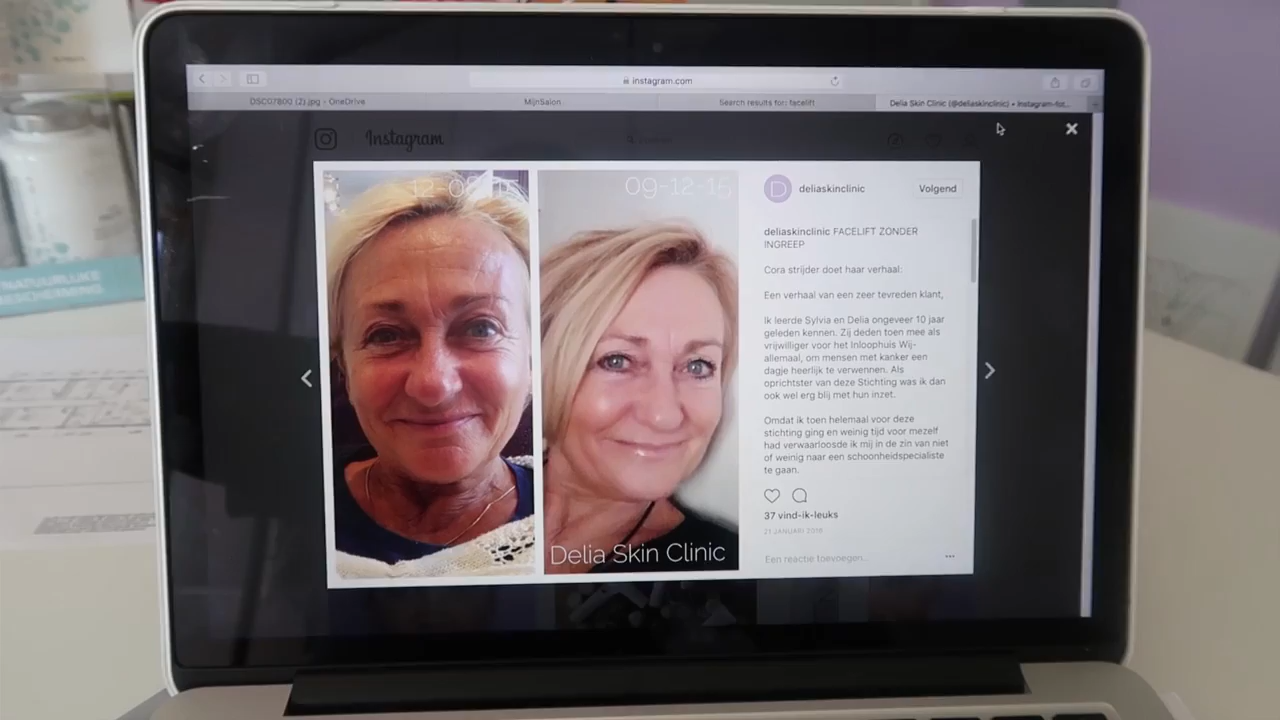 instagram.com
DSC07800 (2).jpg - OneDrive
MijnSalon
Search results for: facelift
Delia Skin Clinic (@deliaskinclinic) • Instagram-fot...
Instagram
09-12-15
Delia Skin Clinic
D
deliaskinclinic
Volgend
deliaskinclinic FACELIFT ZONDER
INGREEP
Cora strijder doet haar verhaal:
Een verhaal van een zeer tevreden klant,
Ik leerde Sylvia en Delia ongeveer 10 jaar
geleden kennen. Zij deden toen mee als
vrijwilliger voor het Inloophuis Wij-
allemaal, om mensen met kanker een
dagje heerlijk te verwennen. Als
oprichtster van deze Stichting was ik dan
ook wel erg blij met hun inzet.
Omdat ik toen helemaal voor deze
stichting ging en weinig tijd voor mezelf
had verwaarloosde ik mij in de zin van niet
of weinig naar een schoonheidspecialiste
te gaan.
37 vind-ik-leuks
21 JANUARI 2016
Een reactie toevoegen...
NATUURLIJKE
BESCHERMING